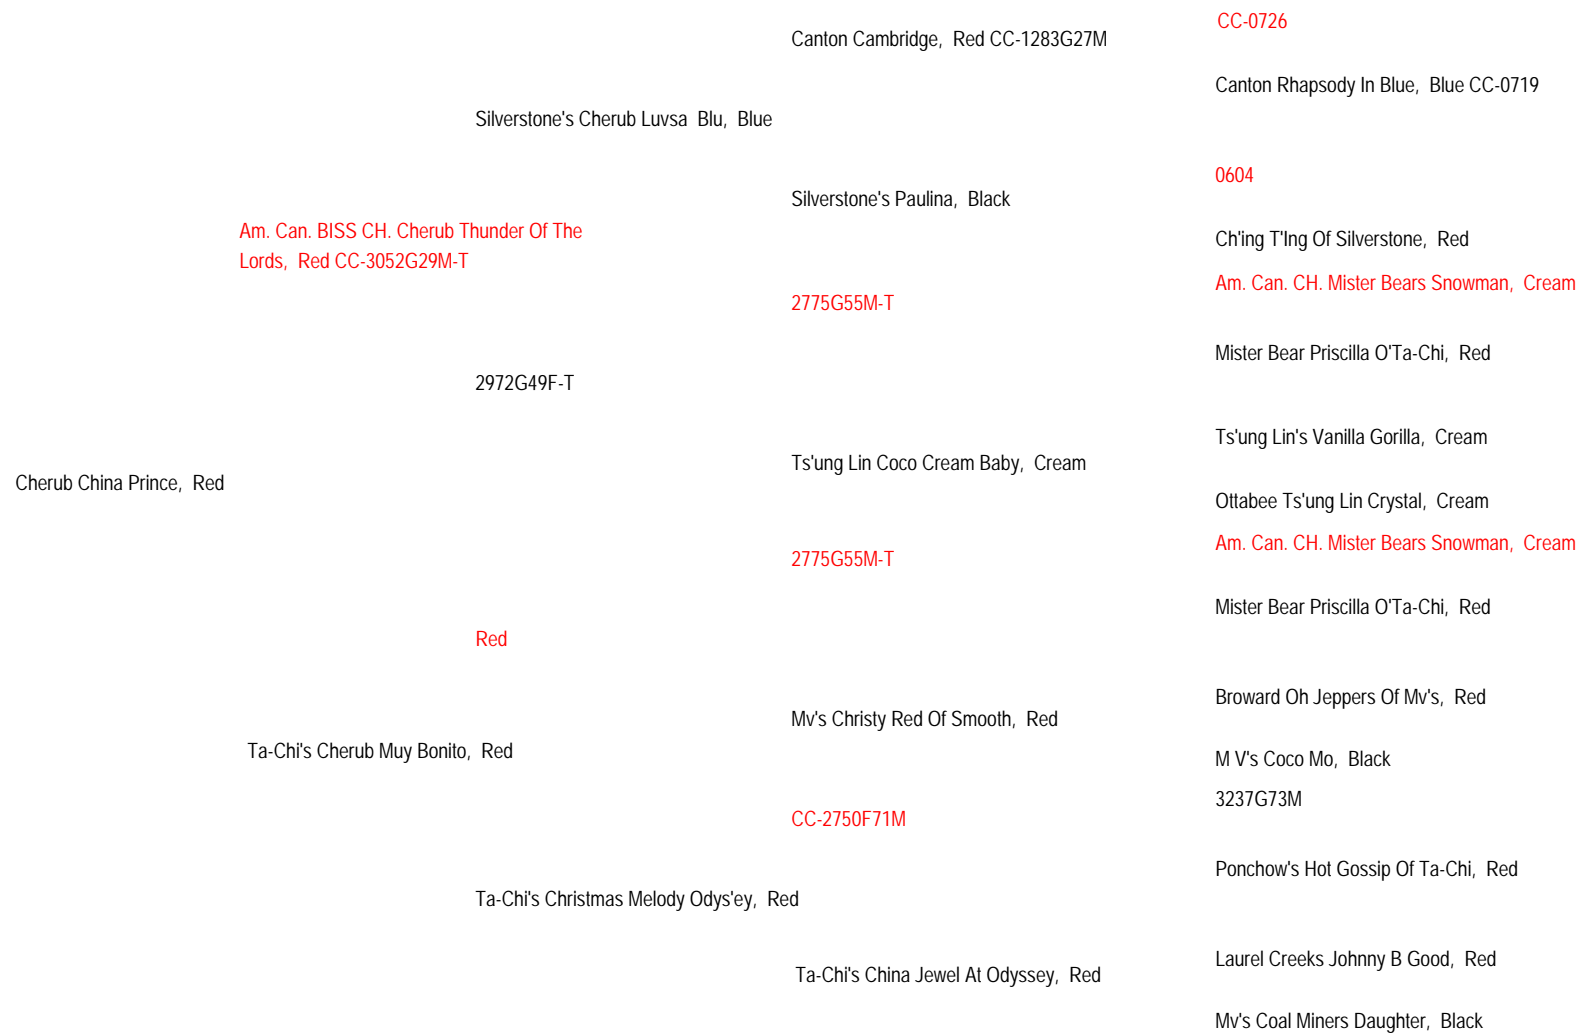 CC-0726
Canton Cambridge, Red CC-1283G27M
Canton Rhapsody In Blue, Blue CC-0719
Silverstone's Cherub Luvsa Blu, Blue
0604
Silverstone's Paulina, Black
Am. Can. BISS CH. Cherub Thunder Of The
Lords, Red CC-3052G29M-T
Ch'ing T'Ing Of Silverstone, Red
Am. Can. CH. Mister Bears Snowman, Cream
2775G55M-T
Mister Bear Priscilla O'Ta-Chi, Red
2972G49F-T
Ts'ung Lin's Vanilla Gorilla, Cream
Ts'ung Lin Coco Cream Baby, Cream
Cherub China Prince, Red
Ottabee Ts'ung Lin Crystal, Cream
Am. Can. CH. Mister Bears Snowman, Cream
2775G55M-T
Mister Bear Priscilla O'Ta-Chi, Red
Red
Broward Oh Jeppers Of Mv's, Red
Mv's Christy Red Of Smooth, Red
Ta-Chi's Cherub Muy Bonito, Red
M V's Coco Mo, Black
3237G73M
CC-2750F71M
Ponchow's Hot Gossip Of Ta-Chi, Red
Ta-Chi's Christmas Melody Odys'ey, Red
Laurel Creeks Johnny B Good, Red
Ta-Chi's China Jewel At Odyssey, Red
Mv's Coal Miners Daughter, Black